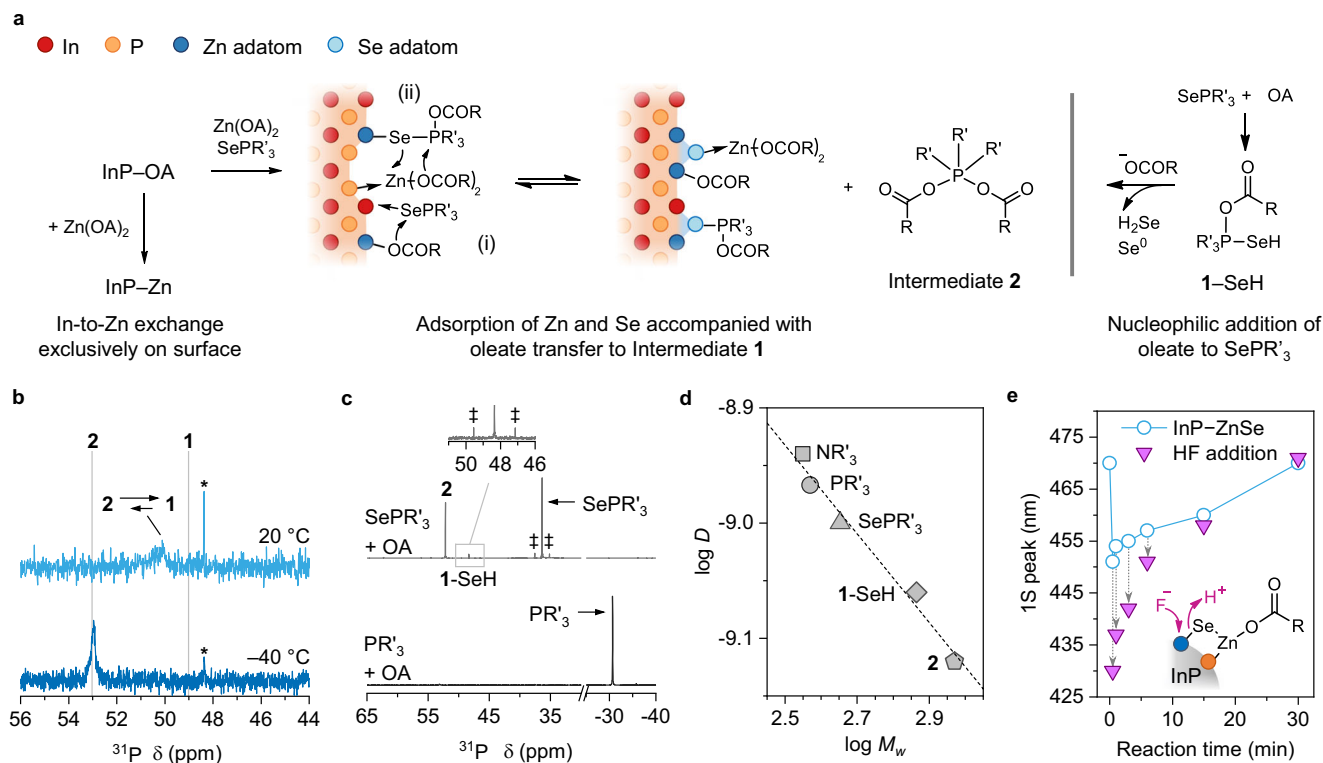 a
In P Zn adatom Se adatom
InP–OA
+ Zn(OA)2
InP–Zn
In-to-Zn exchange
exclusively on surface
Zn(OA)2
SePR'3
(ii)
OCOR
Se PR'3
Zn(OCOR)2
SePR'3
OCOR
(i)
Zn(OCOR)2
OCOR
PR'3
OCOR
Adsorption of Zn and Se accompanied with
oleate transfer to Intermediate 1
+
R' R' R'
P
O O
O O
R R
Intermediate 2
−OCOR
H2Se
Se0
SePR'3 + OA
O
O R
R'3P–SeH
1–SeH
Nucleophilic addition of
oleate to SePR'3
b
2 1
2 1
*
20 °C
*
–40 °C
56 54 52 50 48 46 44
31P δ (ppm)
c
‡ ‡
50 48 46
2
SePR'3
SePR'3
+ OA
‡ ‡
1-SeH
PR'3
PR'3
+ OA
65 55 45 35 -30 -40
31P δ (ppm)
d
-8.9
-9.0
-9.1
log D
NR'3
PR'3
SePR'3
1-SeH
2
2.5 2.7 2.9
log Mw
e
InP–ZnSe
HF addition
475
465
455
445
435
425
1S peak (nm)
F− H+
Se Zn O O R
InP
0 10 20 30
Reaction time (min)